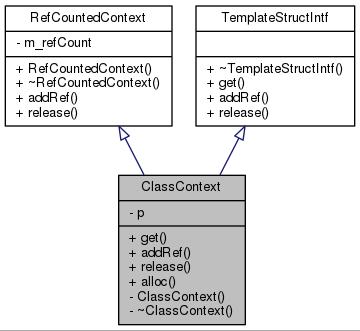 RefCountedContext
- m_refCount
+ RefCountedContext()
+ ~RefCountedContext()
+ addRef()
+ release()
TemplateStructIntf
+ ~TemplateStructIntf()
+ get()
+ addRef()
+ release()
ClassContext
- p
+ get()
+ addRef()
+ release()
+ alloc()
- ClassContext()
- ~ClassContext()